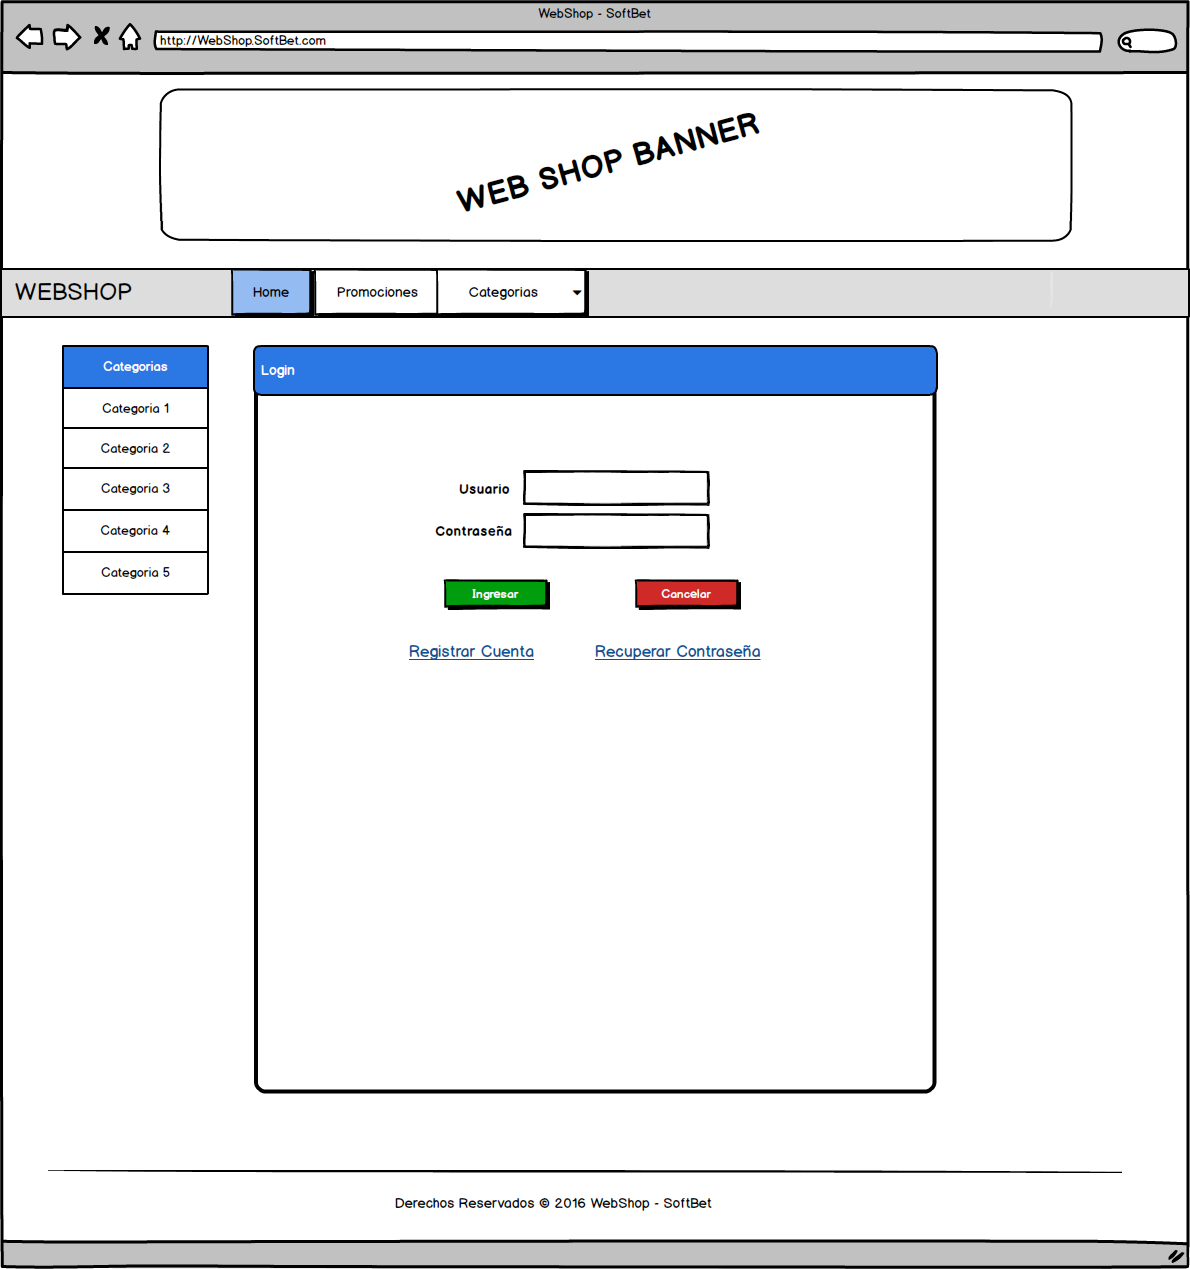 WebShop - SoftBet
http://WebShop.SoftBet.com
WEB SHOP BANNER
WEBSHOP Home Promociones Categorias
Categorias
Categoria 1
Categoria 2
Categoria 3
Categoria 4
Categoria 5
Login
Usuario
Contraseña
Ingresar Cancelar
Registrar Cuenta Recuperar Contraseña
Derechos Reservados © 2016 WebShop - SoftBet